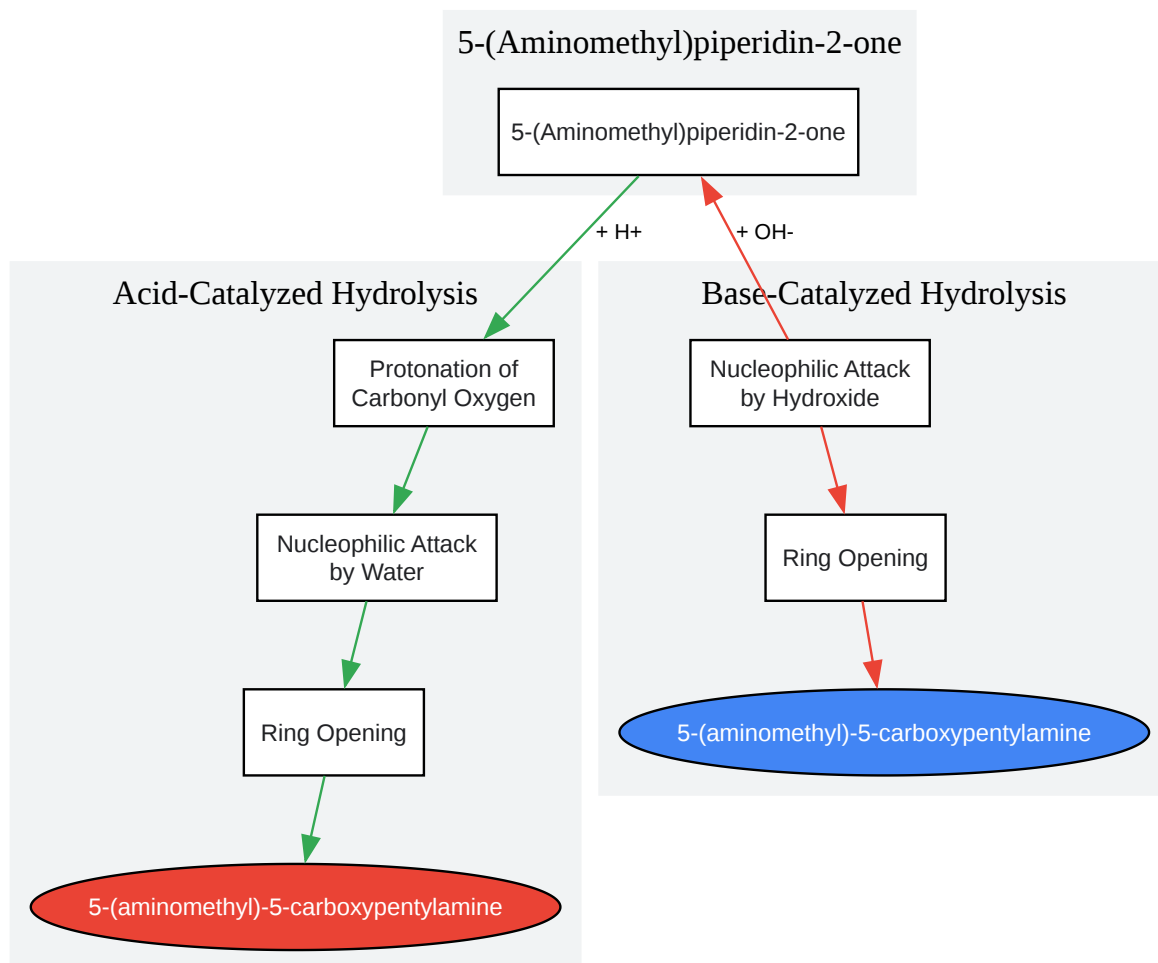 5-(Aminomethyl)piperidin-2-one
5-(Aminomethyl)piperidin-2-one
+ H+
+ OH-
Acid-Catalyzed Hydrolysis
Protonation of
Carbonyl Oxygen
Nucleophilic Attack
by Water
Ring Opening
5-(aminomethyl)-5-carboxypentylamine
Base-Catalyzed Hydrolysis
Nucleophilic Attack
by Hydroxide
Ring Opening
5-(aminomethyl)-5-carboxypentylamine